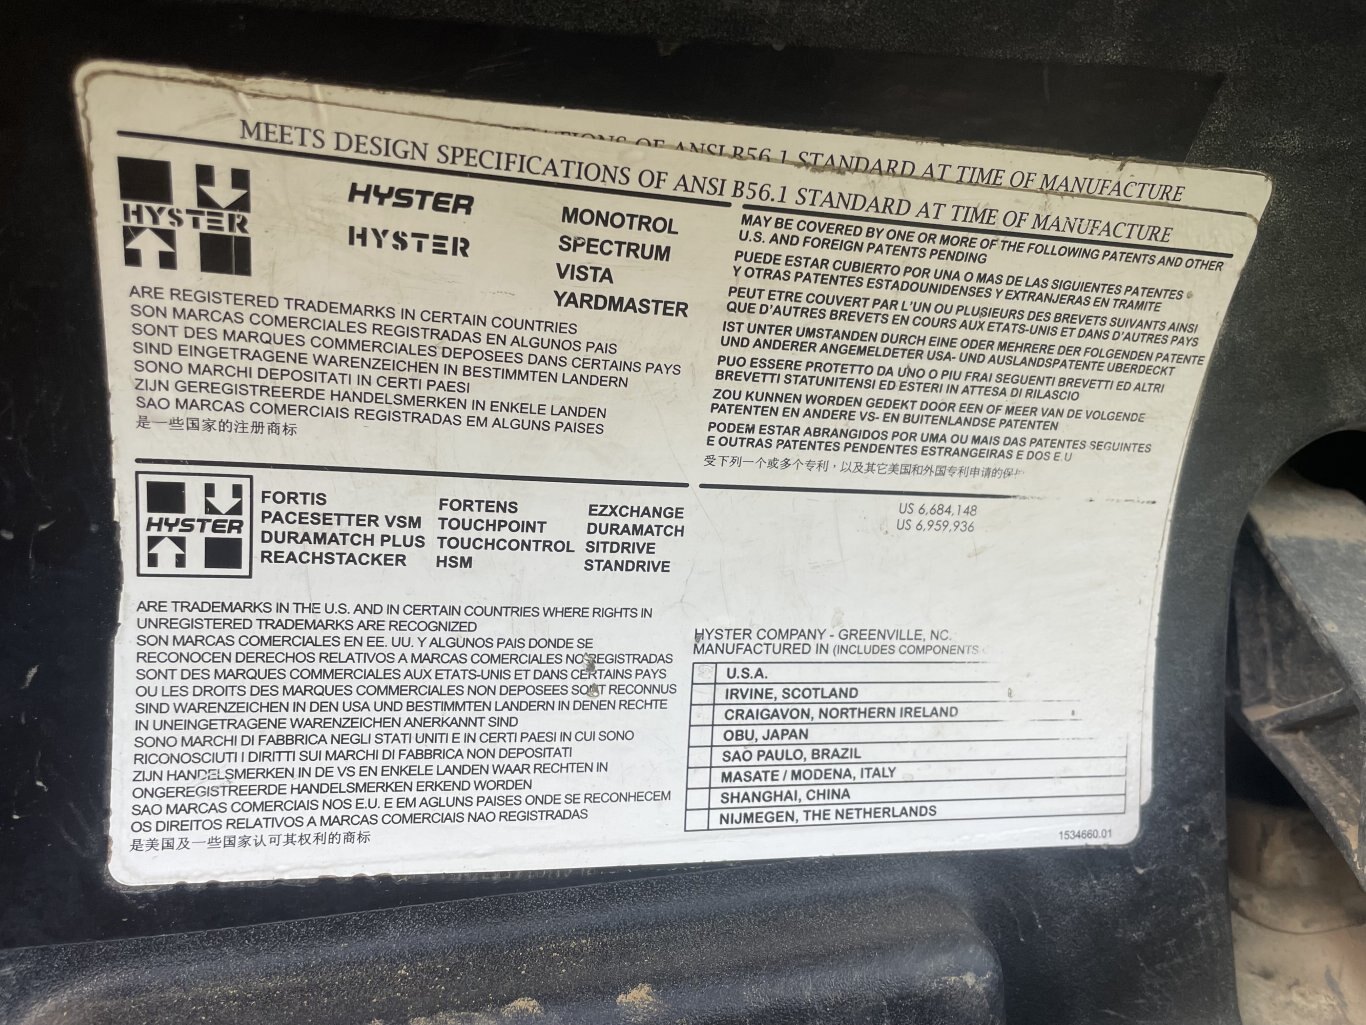 ATIONS OF ANSI B56.1 STANDARD AT TIME OF MANUFACTURE
MEETS DESIGN SPECIFICATIONS OF ANSI B56.1 STANDARD AT TIME OF MANUFACTURE
HYSTER
HYSTER
HYSTER
MONOTROL
SPECTRUM
VISTA
YARDMASTER
ARE REGISTERED TRADEMARKS IN CERTAIN COUNTRIES
SON MARCAS COMERCIALES REGISTRADAS EN ALGUNOS PAIS
SONT DES MARQUES COMMERCIALES DEPOSEES DANS CERTAINS PAYS
SIND EINGETRAGENE WARENZEICHEN IN BESTIMMTEN LANDERN
SONO MARCHI DEPOSITATI IN CERTI PAESI
ZIJN GEREGISTREERDE HANDELSMERKEN IN ENKELE LANDEN
SAO MARCAS COMERCIAIS REGISTRADAS EM ALGUNS PAISES
是一些国家的注册商标
MAY BE COVERED BY ONE OR MORE OF THE FOLLOWING PATENTS AND OTHER
U.S. AND FOREIGN PATENTS PENDING
PUEDE ESTAR CUBIERTO POR UNA O MAS DE LAS SIGUIENTES PATENTES
Y OTRAS PATENTES ESTADOUNIDENSES Y EXTRANJERAS EN TRAMITE
PEUT ETRE COUVERT PAR L'UN OU PLUSIEURS DES BREVETS SUIVANTS AINSI
QUE D'AUTRES BREVETS EN COURS AUX ETATS-UNIS ET DANS D'AUTRES PAYS
IST UNTER UMSTANDEN DURCH EINE ODER MEHRERE DER FOLGENDEN PATENTE
UND ANDERER ANGEMELDETER USA- UND AUSLANDSPATENTE UBERDECKT
PUO ESSERE PROTETTO DA UNO O PIU FRAI SEGUENTI BREVETTI ED ALTRI
BREVETTI STATUNITENSI ED ESTERI IN ATTESA DI RILASCIO
ZOU KUNNEN WORDEN GEDEKT DOOR EEN OF MEER VAN DE VOLGENDE
PATENTEN EN ANDERE VS- EN BUITENLANDSE PATENTEN
PODEM ESTAR ABRANGIDOS POR UMA OU MAIS DAS PATENTES SEGUINTES
E OUTRAS PATENTES PENDENTES ESTRANGEIRAS E DOS E.U
受下列一个或多个专利，以及其它美国和外国专利申请的保
US 6,684,148
US 6,959,936
HYSTER
FORTIS
PACESETTER VSM
DURAMATCH PLUS
REACHSTACKER
FORTENS
TOUCHPOINT
TOUCHCONTROL
HSM
EZXCHANGE
DURAMATCH
SITDRIVE
STANDRIVE
ARE TRADEMARKS IN THE U.S. AND IN CERTAIN COUNTRIES WHERE RIGHTS IN
UNREGISTERED TRADEMARKS ARE RECOGNIZED
SON MARCAS COMERCIALES EN EE. UU. Y ALGUNOS PAIS DONDE SE
RECONOCEN DERECHOS RELATIVOS A MARCAS COMERCIALES NO REGISTRADAS
SONT DES MARQUES COMMERCIALES AUX ETATS-UNIS ET DANS CERTAINS PAYS
OU LES DROITS DES MARQUES COMMERCIALES NON DEPOSEES SONT RECONNUS
SIND WARENZEICHEN IN DEN USA UND BESTIMMTEN LANDERN IN DENEN RECHTE
IN UNEINGETRAGENE WARENZEICHEN ANERKANNT SIND
SONO MARCHI DI FABBRICA NEGLI STATI UNITI E IN CERTI PAESI IN CUI SONO
RICONOSCIUTI I DIRITTI SUI MARCHI DI FABBRICA NON DEPOSITATI
ZIJN HANDELSMERKEN IN DE VS EN ENKELE LANDEN WAAR RECHTEN IN
ONGEREGISTREERDE HANDELSMERKEN ERKEND WORDEN
SAO MARCAS COMERCIAIS NOS E.U. E EM AGLUNS PAISES ONDE SE RECONHECEM
OS DIREITOS RELATIVOS A MARCAS COMERCIAIS NAO REGISTRADAS
是美国及一些国家认可其权利的商标
HYSTER COMPANY - GREENVILLE, NC.
MANUFACTURED IN (INCLUDES COMPONENTS
U.S.A.
IRVINE, SCOTLAND
CRAIGAVON, NORTHERN IRELAND
OBU, JAPAN
SAO PAULO, BRAZIL
MASATE / MODENA, ITALY
SHANGHAI, CHINA
NIJMEGEN, THE NETHERLANDS
1534660.01